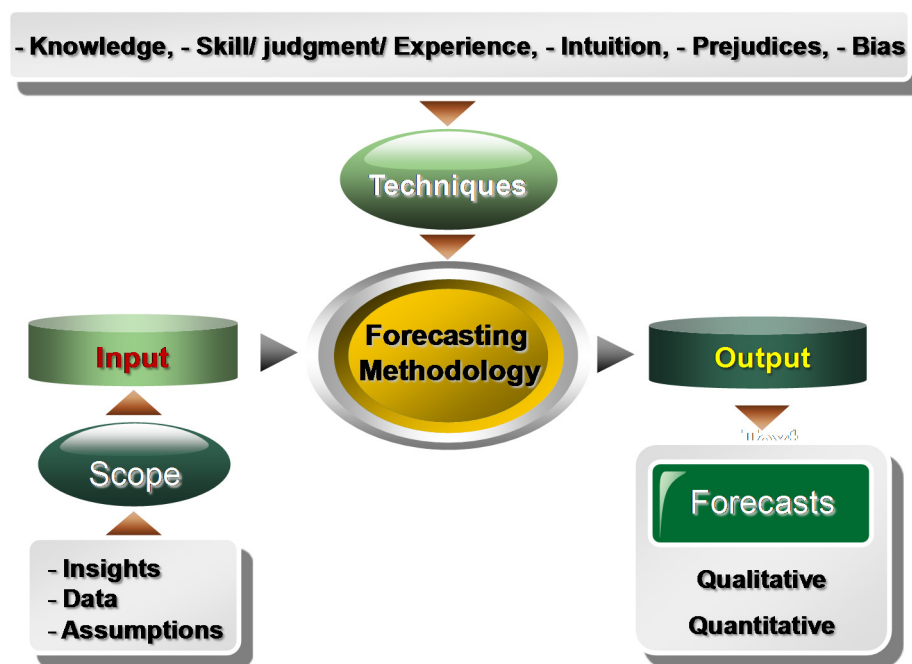 - Knowledge, - Skill/ judgment/ Experience, - Intuition, - Prejudices, - Bias
Techniques
Forecasting
Methodology
Input
Output
Scope
- Insights
- Data
- Assumptions
Forecasts
Qualitative
Quantitative